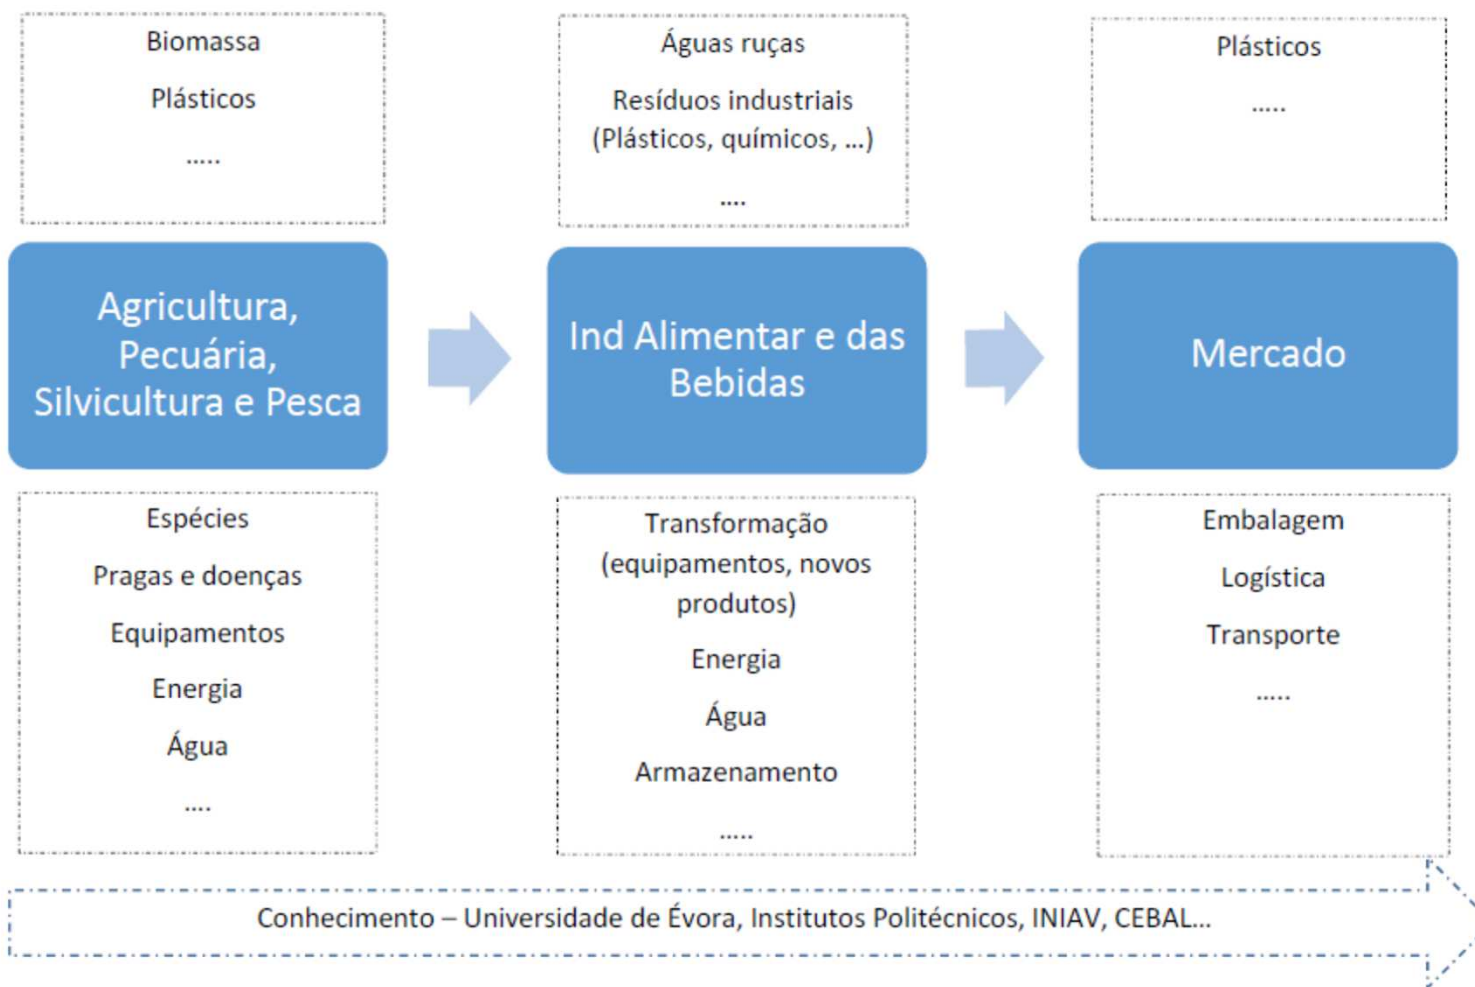 Biomassa
Plásticos
.....
Águas ruças
Resíduos industriais
(Plásticos, químicos, ...)
....
Plásticos
.....
Agricultura,
Pecuária,
Silvicultura e Pesca
Ind Alimentar e das
Bebidas
Mercado
Espécies
Pragas e doenças
Equipamentos
Energia
Água
....
Transformação
(equipamentos, novos
produtos)
Energia
Água
Armazenamento
.....
Embalagem
Logística
Transporte
.....
Conhecimento – Universidade de Évora, Institutos Politécnicos, INIAV, CEBAL...